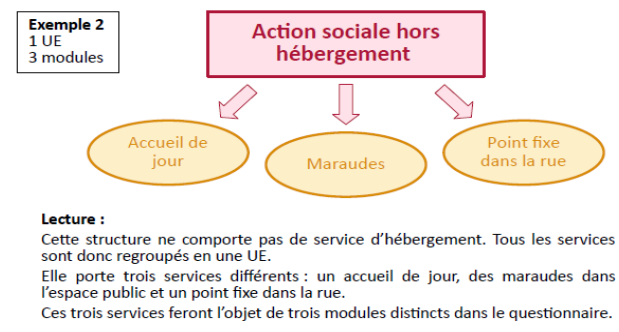 Exemple 2
1 UE
3 modules
Action sociale hors
hébergement
Accueil de
jour
Maraudes
Point fixe
dans la rue
Lecture :
Cette structure ne comporte pas de service d’hébergement. Tous les services
sont donc regroupés en une UE.
Elle porte trois services différents : un accueil de jour, des maraudes dans
l’espace public et un point fixe dans la rue.
Ces trois services feront l’objet de trois modules distincts dans le questionnaire.